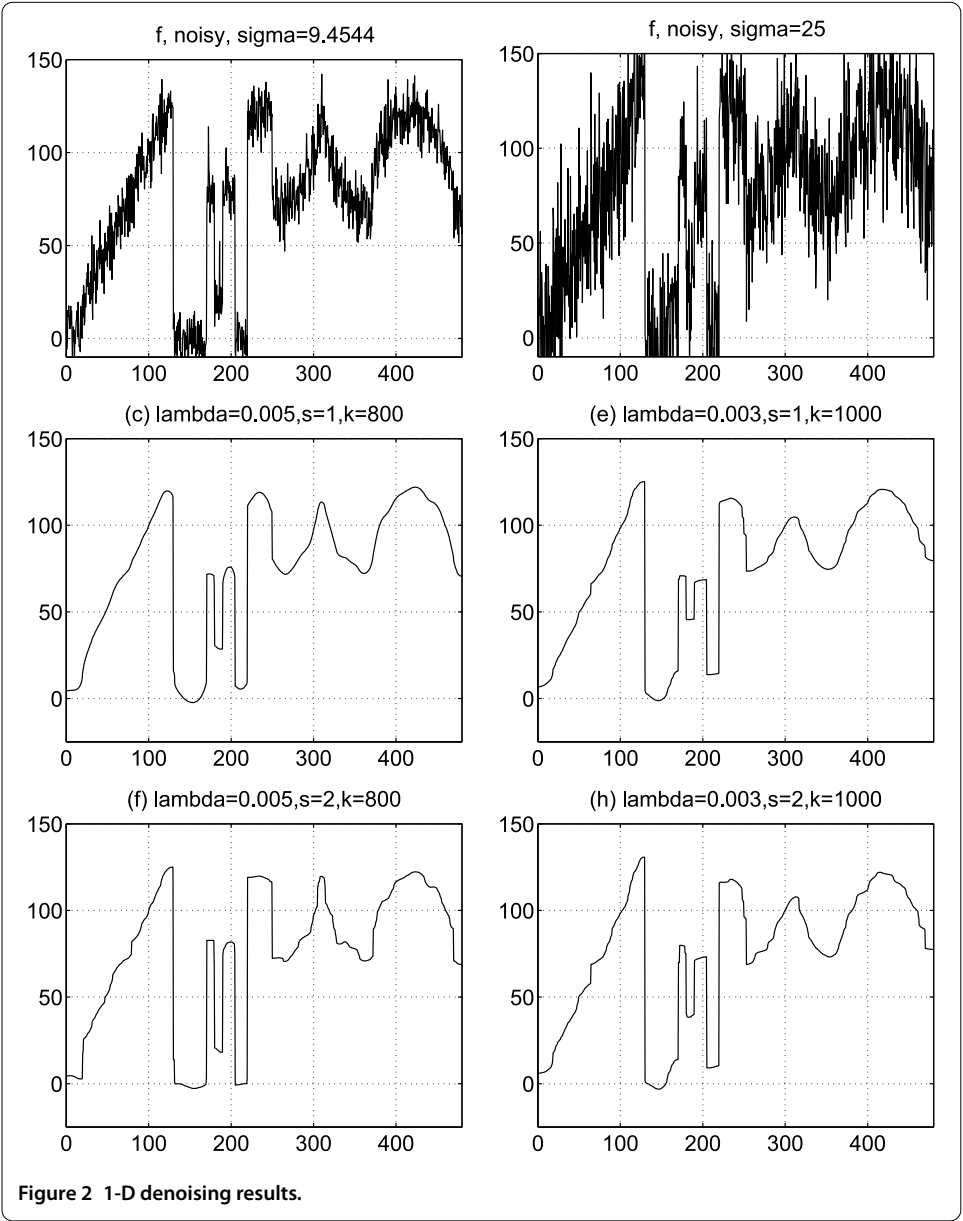 f, noisy, sigma=9.4544
150
100
50
0
0 100 200 300 400
f, noisy, sigma=25
150
100
50
0
0 100 200 300 400
(c) lambda=0.005,s=1,k=800
150
100
50
0
0 100 200 300 400
(e) lambda=0.003,s=1,k=1000
150
100
50
0
0 100 200 300 400
(f) lambda=0.005,s=2,k=800
150
100
50
0
0 100 200 300 400
(h) lambda=0.003,s=2,k=1000
150
100
50
0
0 100 200 300 400
Figure 2 1-D denoising results.